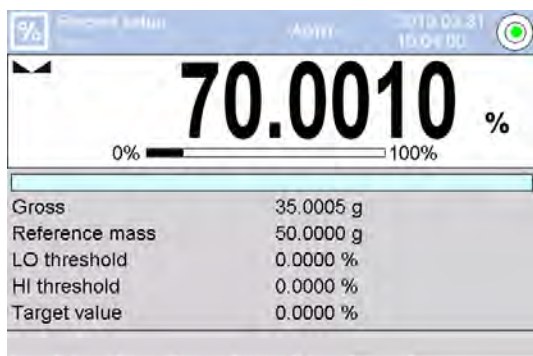 %
70.0010 %
0% 100%
Gross 35.0005 g
Reference mass 50.0000 g
LO threshold 0.0000 %
HI threshold 0.0000 %
Target value 0.0000 %